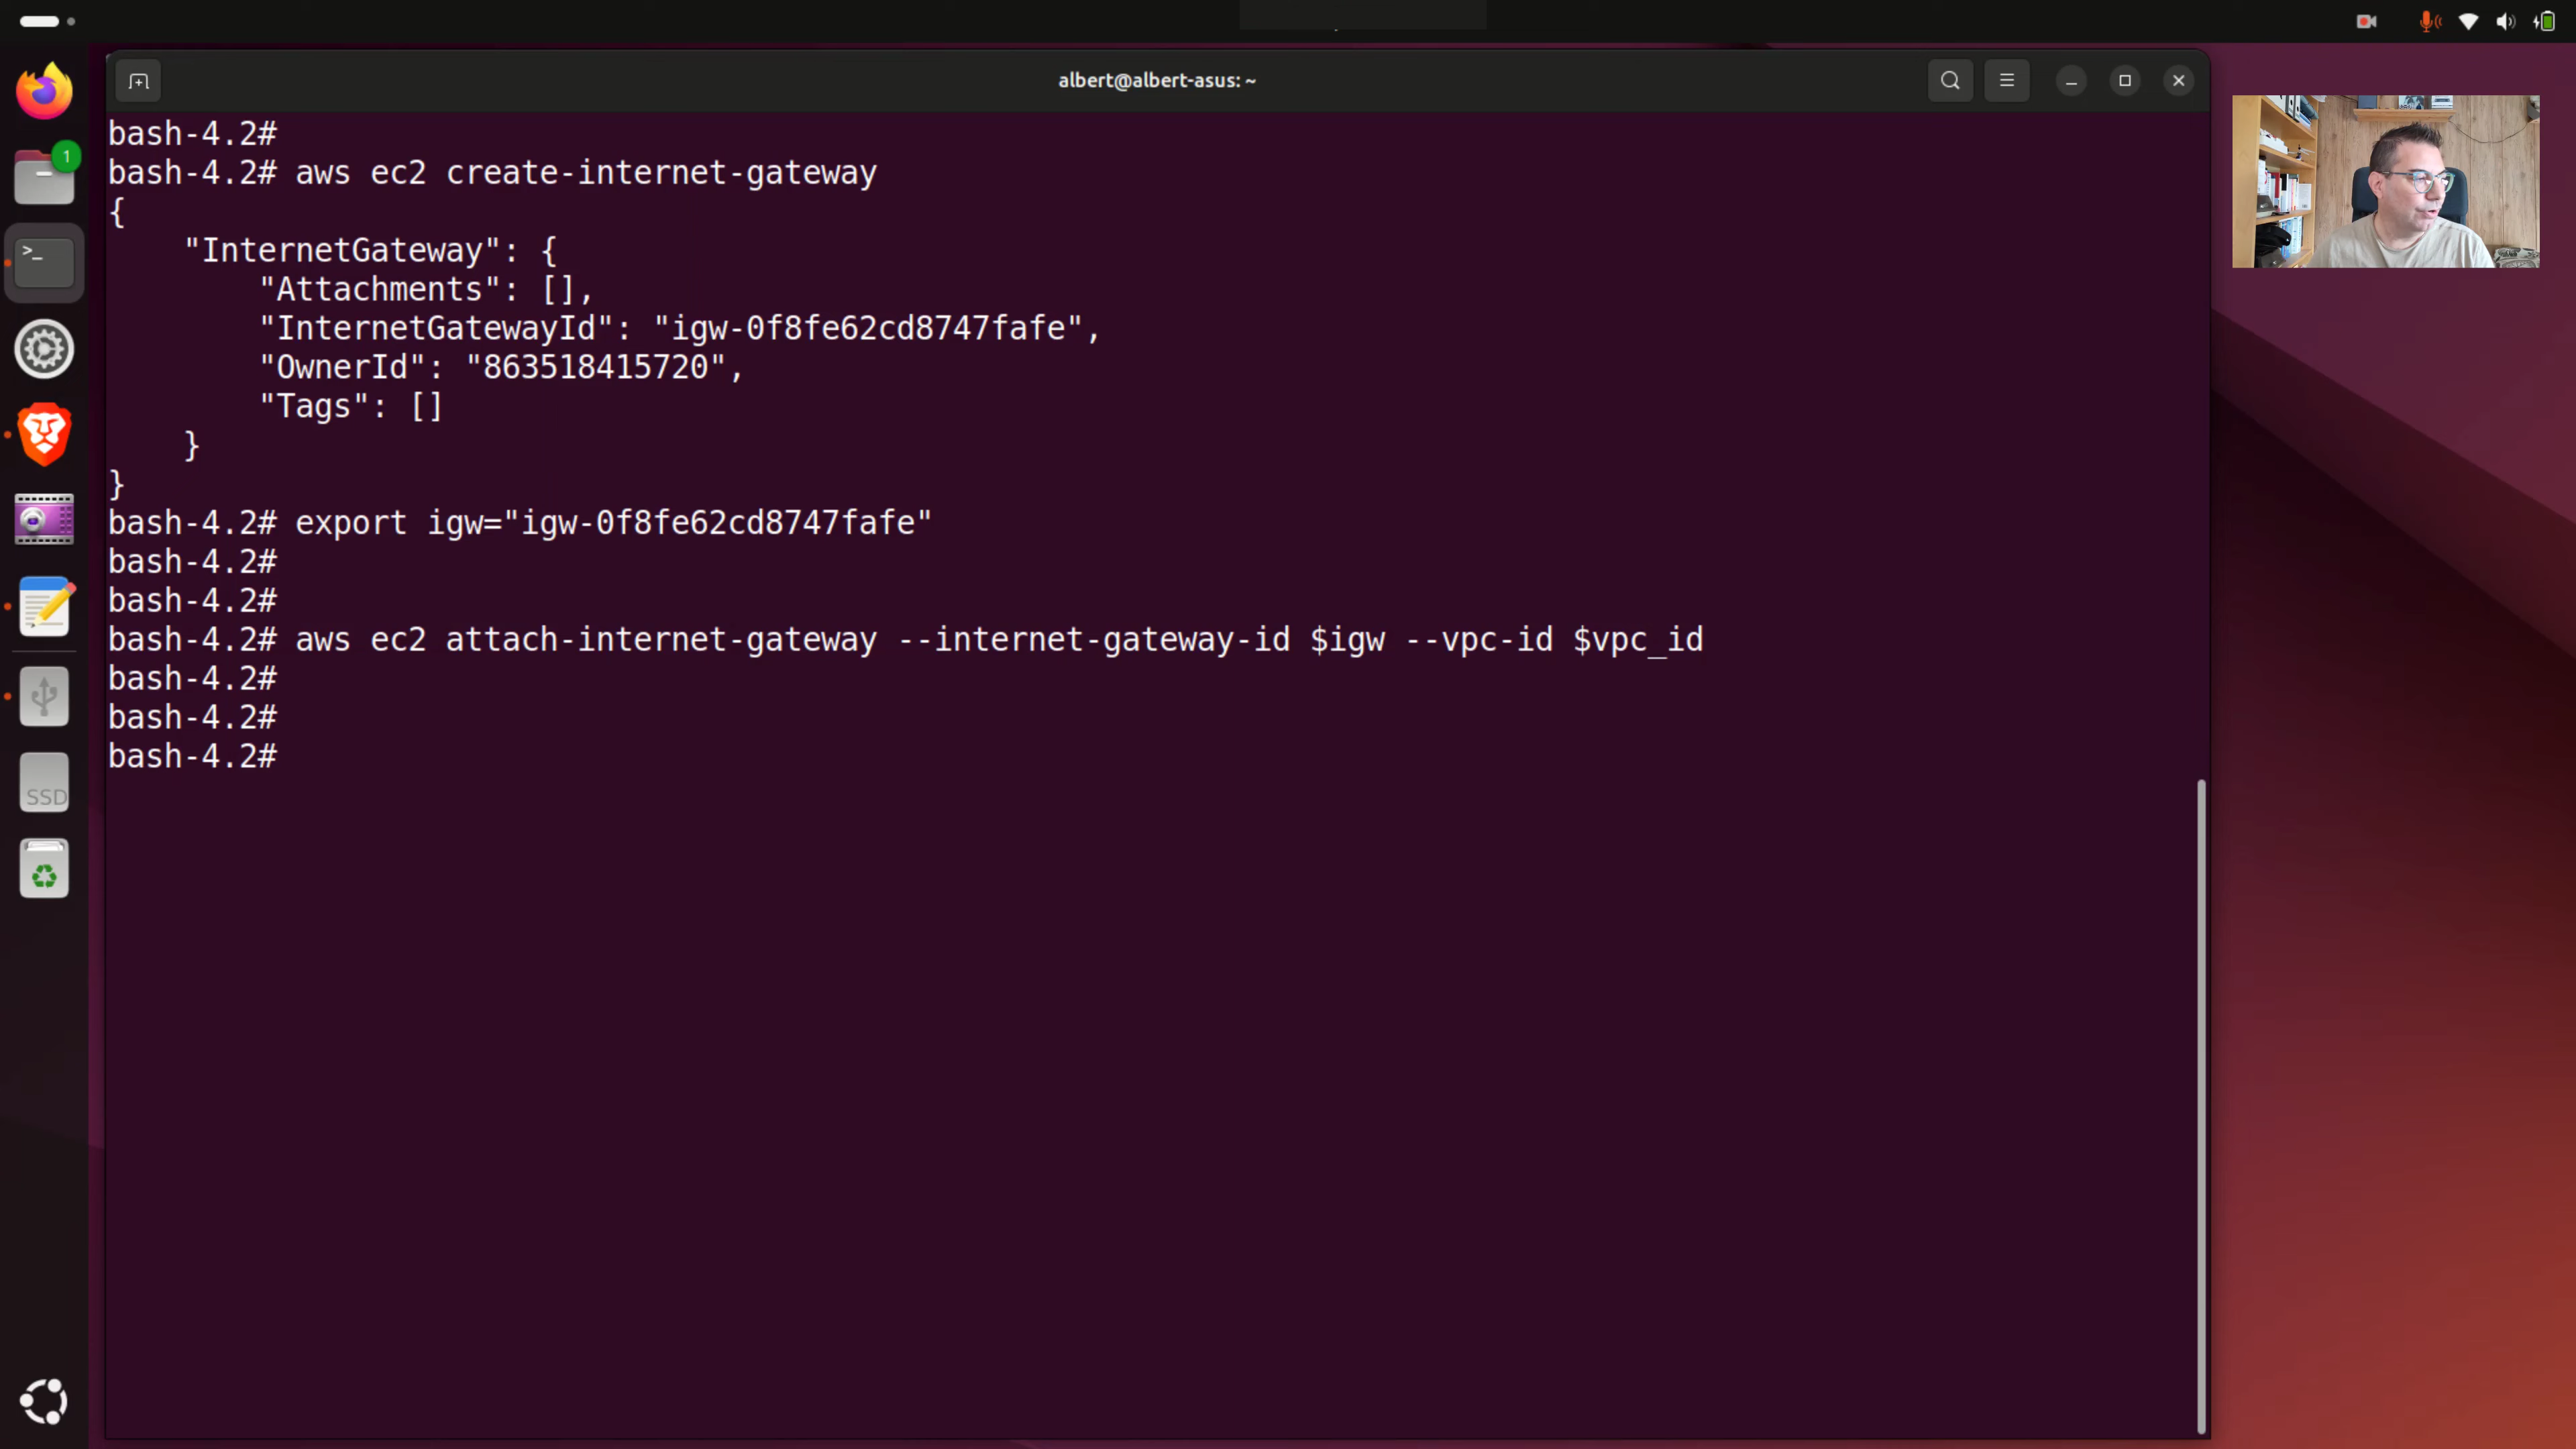 albert@albert-asus: ~
bash-4.2#
bash-4.2# aws ec2 create-internet-gateway
{
    "InternetGateway": {
        "Attachments": [],
        "InternetGatewayId": "igw-0f8fe62cd8747fafe",
        "OwnerId": "863518415720",
        "Tags": []
    }
}
bash-4.2# export igw="igw-0f8fe62cd8747fafe"
bash-4.2#
bash-4.2#
bash-4.2# aws ec2 attach-internet-gateway --internet-gateway-id $igw --vpc-id $vpc_id
bash-4.2#
bash-4.2#
bash-4.2#
1
>_
SSD